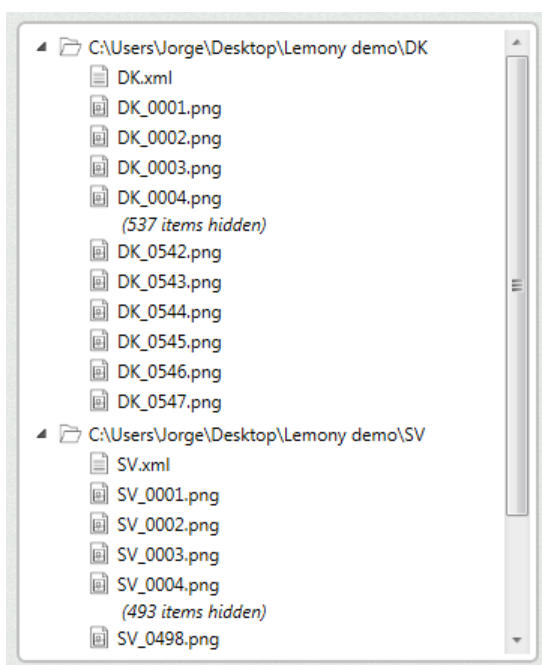 C:\Users\Jorge\Desktop\Lemony demo\DK
DK.xml
DK_0001.png
DK_0002.png
DK_0003.png
DK_0004.png
(537 items hidden)
DK_0542.png
DK_0543.png
DK_0544.png
DK_0545.png
DK_0546.png
DK_0547.png
C:\Users\Jorge\Desktop\Lemony demo\SV
SV.xml
SV_0001.png
SV_0002.png
SV_0003.png
SV_0004.png
(493 items hidden)
SV_0498.png